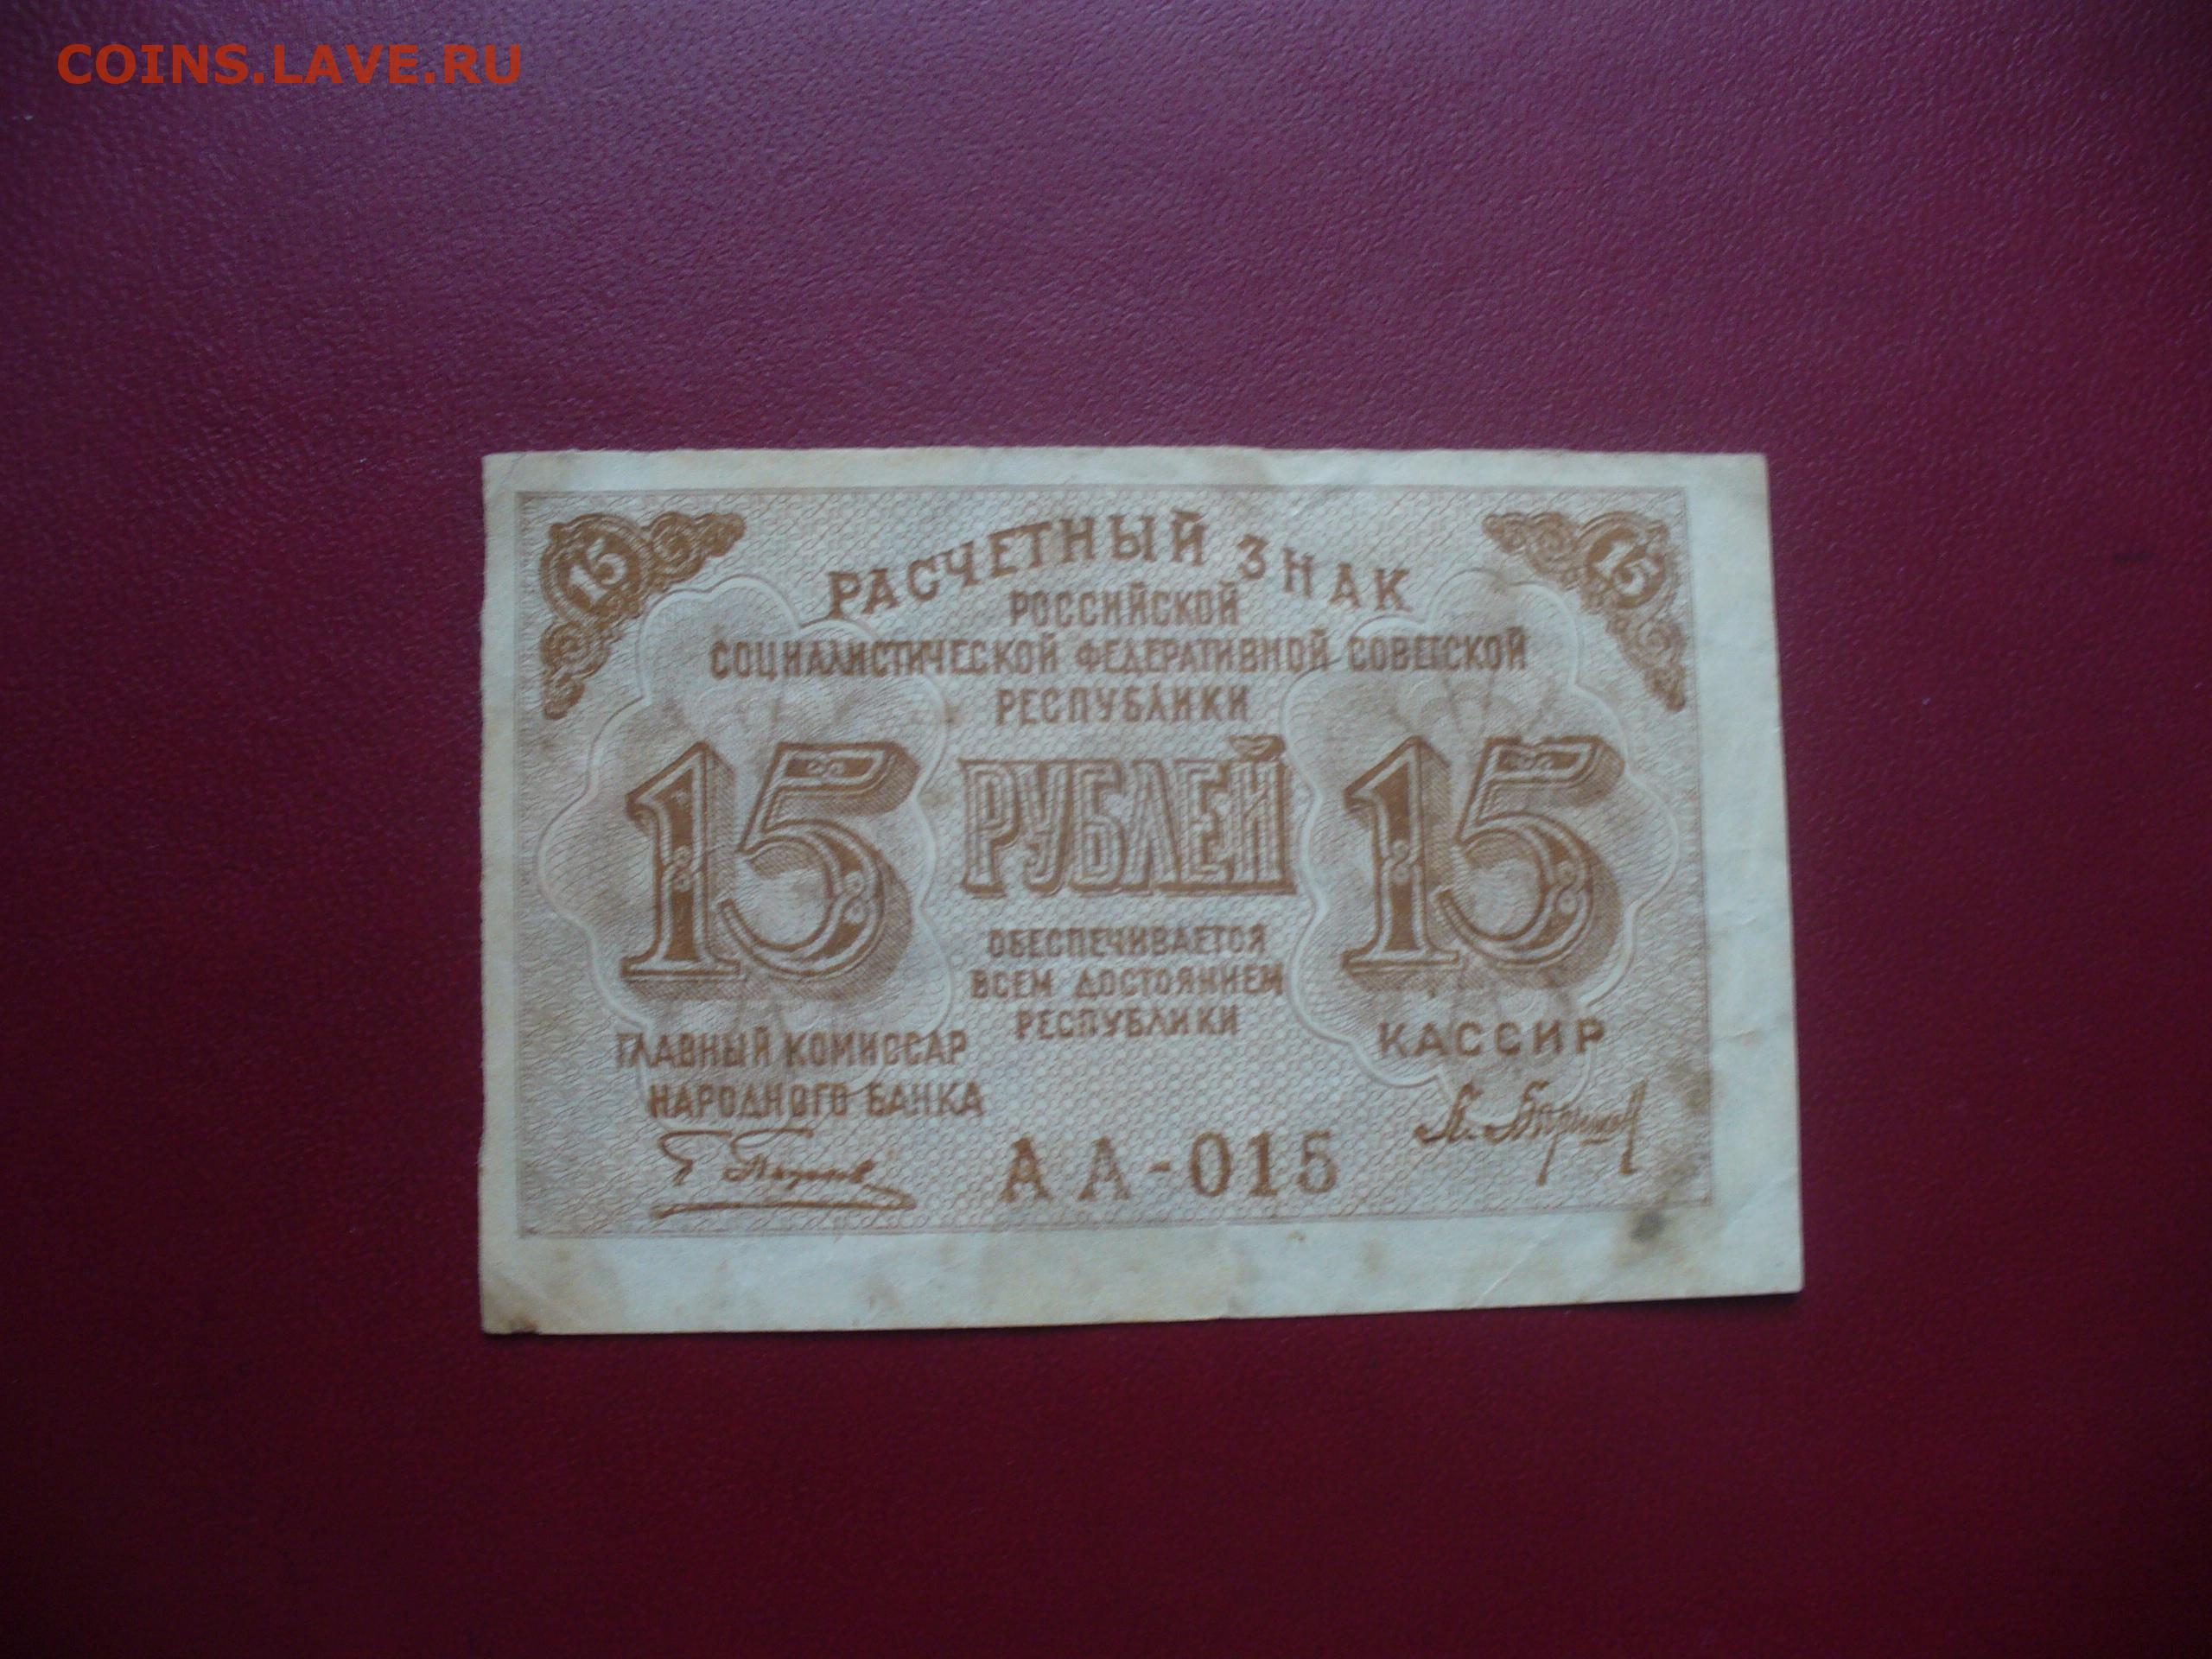 COINS.LAVE.RU
15
15
РАСЧЕТНЫЙ ЗНАК
РОССИЙСКОЙ
СОЦИАЛИСТИЧЕСКОЙ ФЕДЕРАТИВНОЙ СОВЕТСКОЙ
РЕСПУБЛИКИ
15 РУБЛЕЙ 15
ОБЕСПЕЧИВАЕТСЯ
ВСЕМ ДОСТОЯНИЕМ
РЕСПУБЛИКИ
ГЛАВНЫЙ КОМИССАР
НАРОДНОГО БАНКА
КАССИР
АА-015